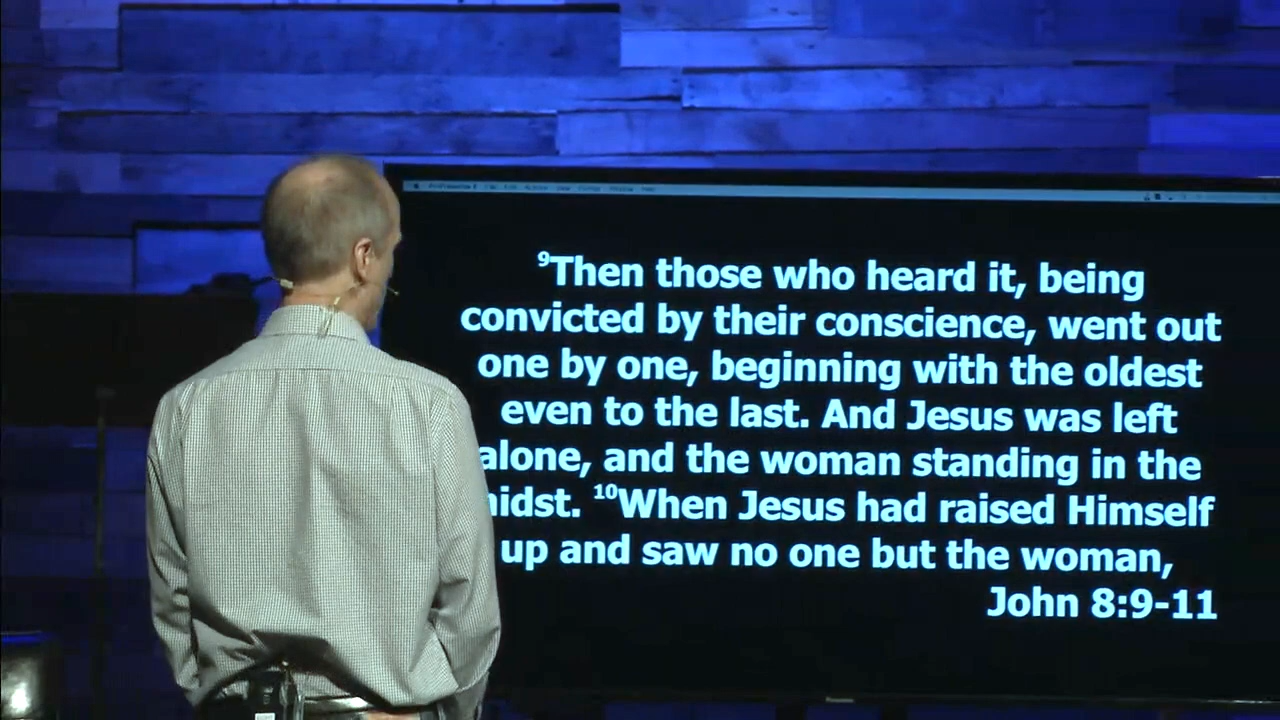 ⁹Then those who heard it, being
convicted by their conscience, went out
one by one, beginning with the oldest
even to the last. And Jesus was left
alone, and the woman standing in the
midst. ¹⁰When Jesus had raised Himself
up and saw no one but the woman,
John 8:9-11